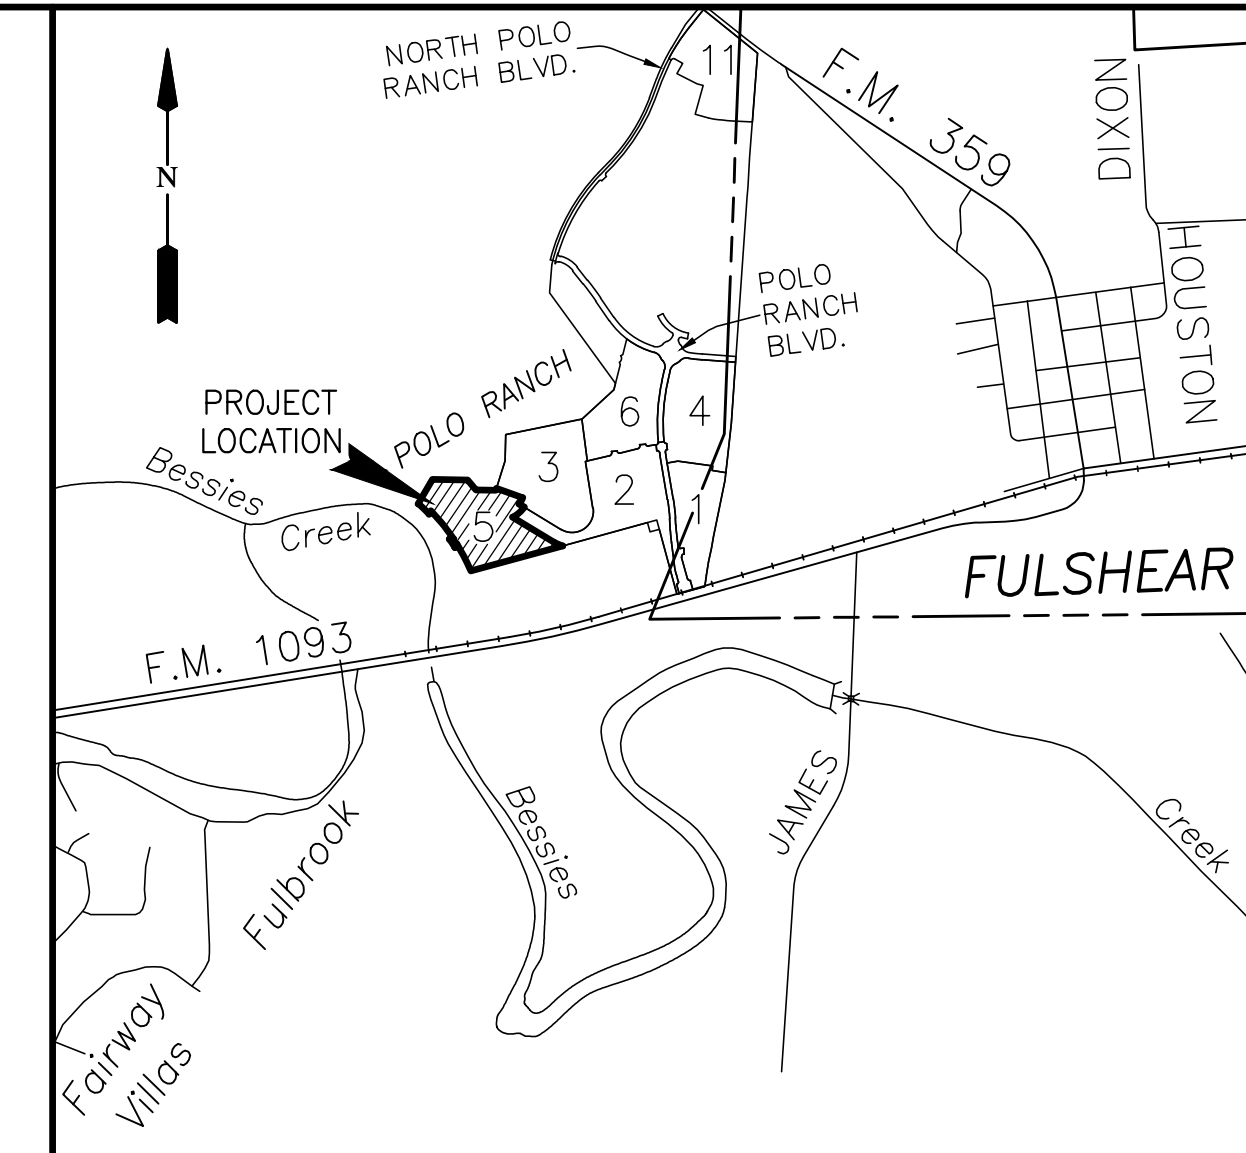 NORTH POLO
RANCH BLVD.
11
F.M. 359
DIXON
N
HOUSTON
POLO
RANCH
BLVD.
PROJECT
LOCATION
POLO RANCH
6
4
3
2
1
5
Bessies
Creek
FULSHEAR
F.M. 1093
JAMES
Bessies
Creek
Fulbrook
Fairway
Villas